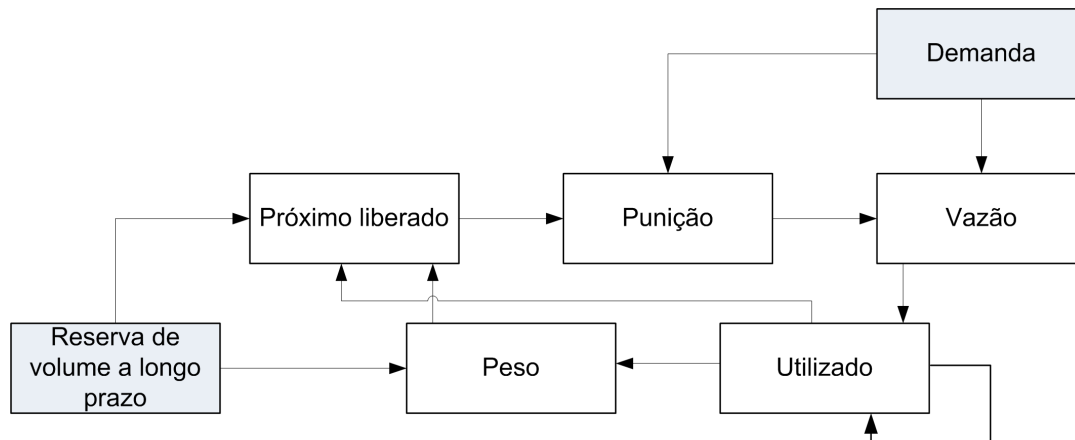 Demanda
Próximo liberado
Punição
Vazão
Reserva de
volume a longo
prazo
Peso
Utilizado